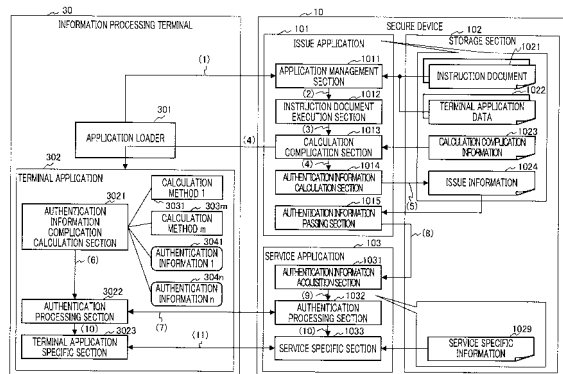 30
INFORMATION PROCESSING TERMINAL
(1)
301
APPLICATION LOADER
(4)
302
TERMINAL APPLICATION
3021
AUTHENTICATION
INFORMATION
COMPLICATION
CALCULATION SECTION
CALCULATION
METHOD 1
3031
303m
CALCULATION
METHOD m
3041
AUTHENTICATION
INFORMATION 1
304n
AUTHENTICATION
INFORMATION n
(6)
3022
AUTHENTICATION
PROCESSING SECTION
(7)
(10)
3023
TERMINAL APPLICATION
SPECIFIC SECTION
(11)
10
SECURE DEVICE
101
ISSUE APPLICATION
1011
APPLICATION MANAGEMENT
SECTION
(2)
1012
INSTRUCTION DOCUMENT
EXECUTION SECTION
(3)
1013
CALCULATION
COMPLICATION SECTION
(4)
1014
AUTHENTICATION INFORMATION
CALCULATION SECTION
(5)
1015
AUTHENTICATION INFORMATION
PASSING SECTION
(8)
103
SERVICE APPLICATION
1031
AUTHENTICATION INFORMATION
ACQUISITION SECTION
(9)
1032
AUTHENTICATION
PROCESSING SECTION
(10)
1033
SERVICE SPECIFIC SECTION
102
STORAGE SECTION
1021
INSTRUCTION DOCUMENT
1022
TERMINAL APPLICATION
DATA
1023
CALCULATION COMPLICATION
INFORMATION
1024
ISSUE INFORMATION
1029
SERVICE SPECIFIC
INFORMATION